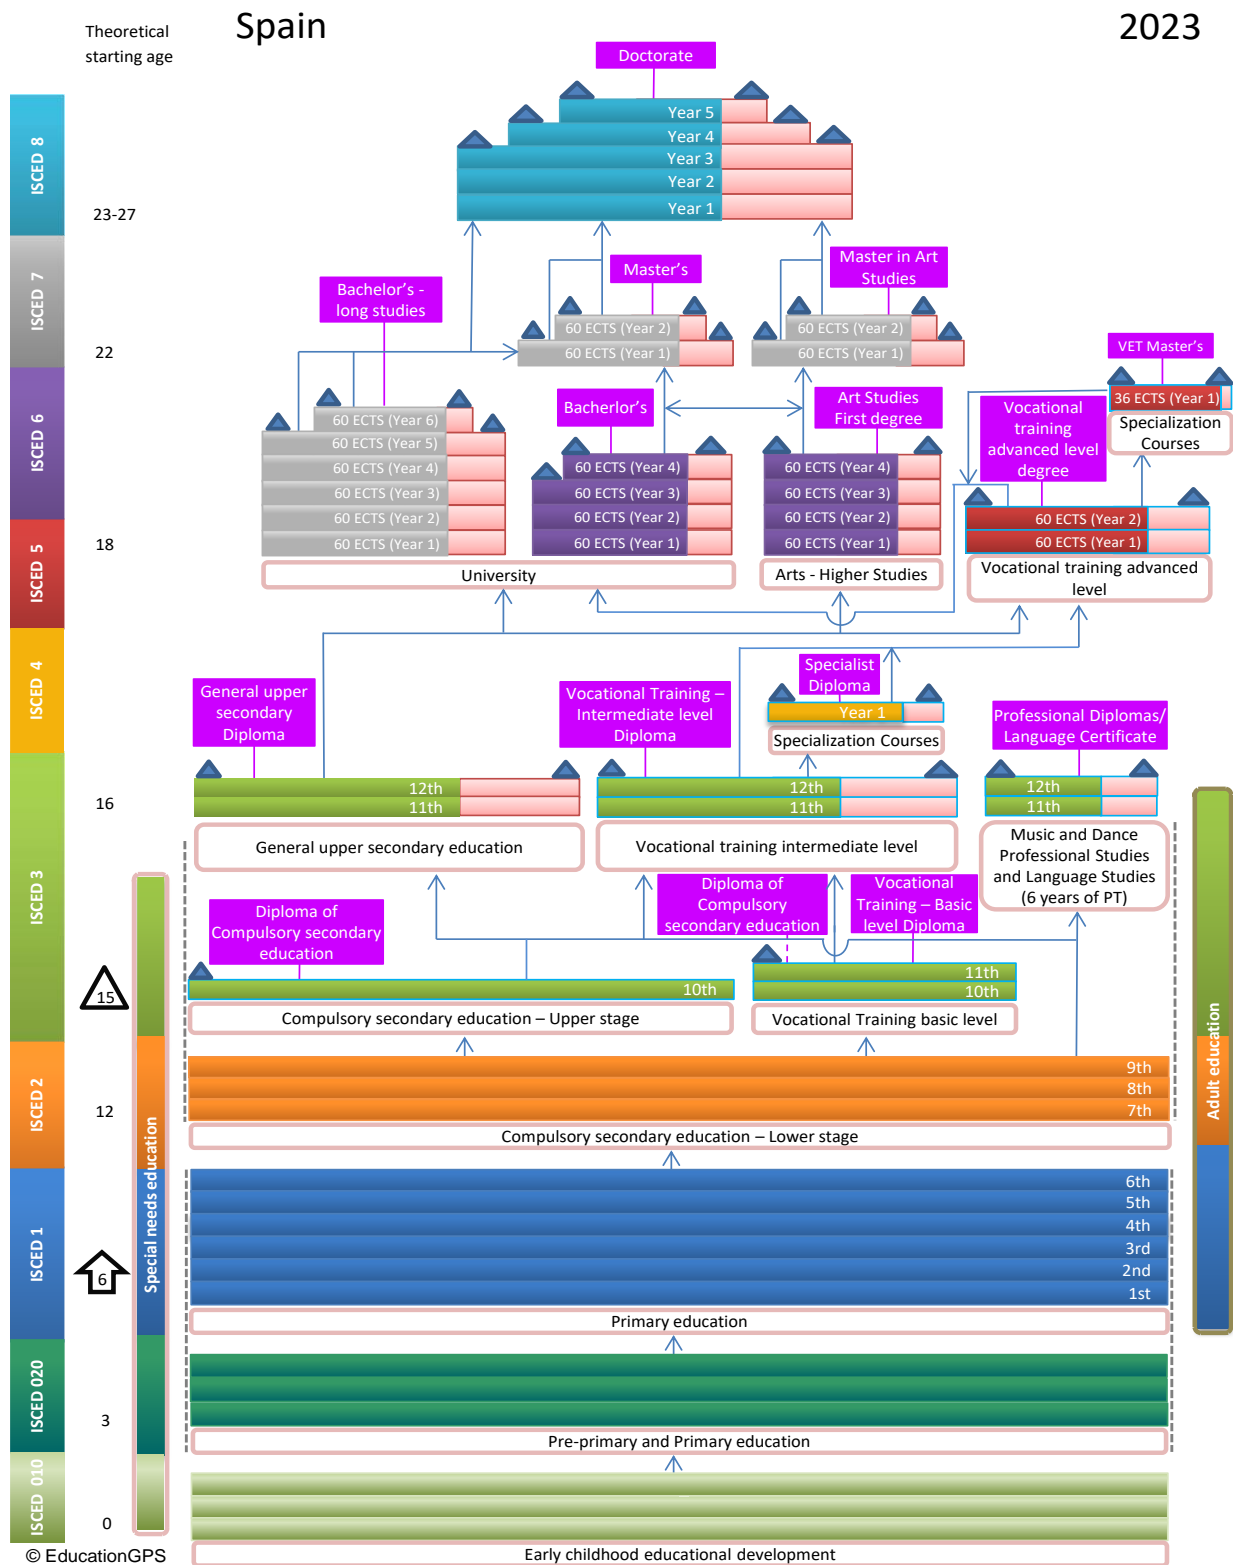 Theoretical
starting age
Spain
2023
Doctorate
ISCED 8
Year 5
Year 4
Year 3
Year 2
Year 1
23-27
ISCED 7
Bachelor's -
long studies
Master's
Master in Art
Studies
60 ECTS (Year 2)
60 ECTS (Year 1)
60 ECTS (Year 2)
60 ECTS (Year 1)
22
VET Master's
36 ECTS (Year 1)
Specialization
Courses
ISCED 6
Bacherlor's
Art Studies
First degree
Vocational
training
advanced level
degree
60 ECTS (Year 6)
60 ECTS (Year 5)
60 ECTS (Year 4)
60 ECTS (Year 3)
60 ECTS (Year 2)
60 ECTS (Year 1)
60 ECTS (Year 4)
60 ECTS (Year 3)
60 ECTS (Year 2)
60 ECTS (Year 1)
60 ECTS (Year 4)
60 ECTS (Year 3)
60 ECTS (Year 2)
60 ECTS (Year 1)
60 ECTS (Year 2)
60 ECTS (Year 1)
ISCED 5
18
University
Arts - Higher Studies
Vocational training advanced
level
ISCED 4
General upper
secondary
Diploma
Vocational Training –
Intermediate level
Diploma
Specialist
Diploma
Year 1
Specialization Courses
Professional Diplomas/
Language Certificate
ISCED 3
16
12th
11th
12th
11th
12th
11th
General upper secondary education
Vocational training intermediate level
Music and Dance
Professional Studies
and Language Studies
(6 years of PT)
Diploma of
Compulsory secondary
education
Diploma of
Compulsory
secondary education
Vocational
Training – Basic
level Diploma
15
10th
11th
10th
Compulsory secondary education – Upper stage
Vocational Training basic level
ISCED 2
12
9th
8th
7th
Compulsory secondary education – Lower stage
Special needs education
Adult education
ISCED 1
6
6th
5th
4th
3rd
2nd
1st
Primary education
ISCED 020
3
Pre-primary and Primary education
ISCED 010
0
Early childhood educational development
© EducationGPS